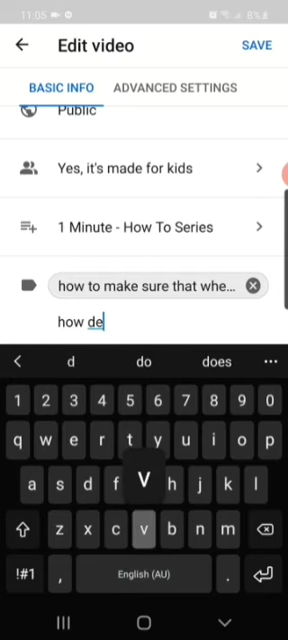 11:05
8%
Edit video
SAVE
BASIC INFO
ADVANCED SETTINGS
Public
Yes, it's made for kids
1 Minute - How To Series
how to make sure that whe...
how de
d do does
1 2 3 4 5 6 7 8 9 0
q w e r t y u i o p
a s d f v h j k l
z x c v b n m
!#1 , English (AU) .